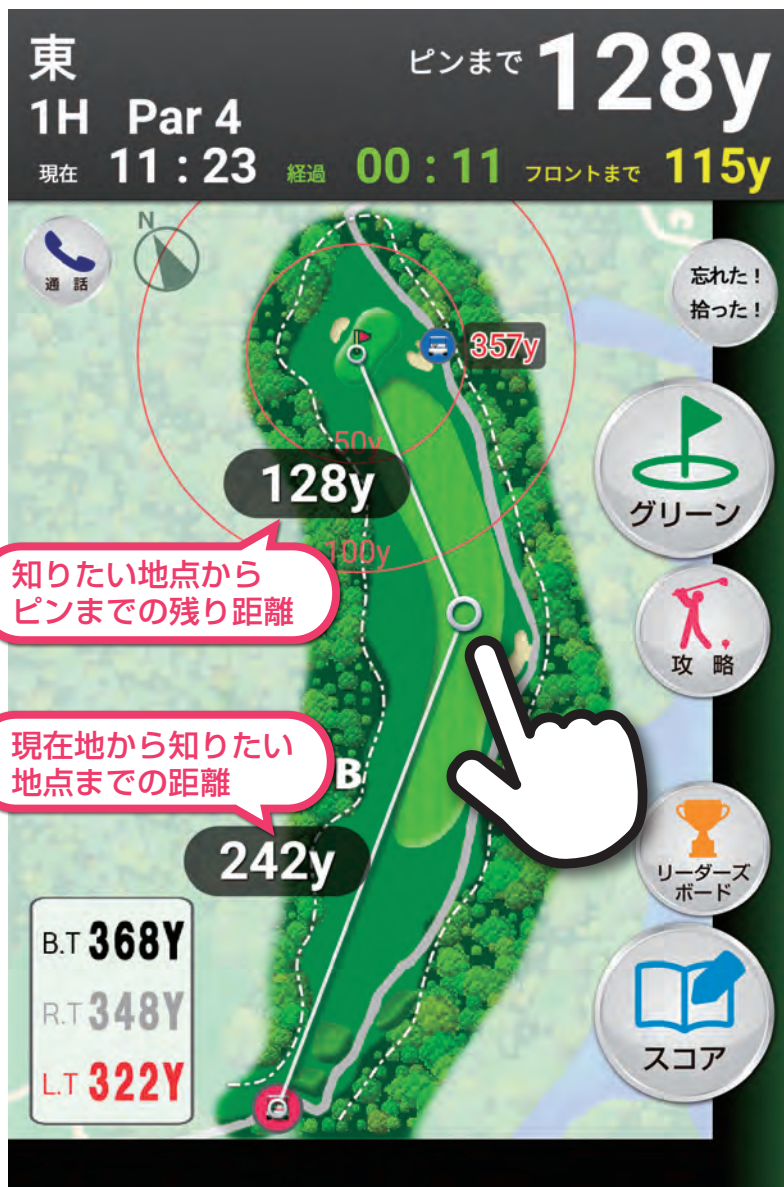 東
ピンまで 128y
1H Par 4
現在 11 : 23 経過 00 : 11 フロントまで 115y
N
通 話
忘れた！
拾った！
357y
50y
128y
グリーン
100y
知りたい地点から
ピンまでの残り距離
攻 略
現在地から知りたい
地点までの距離
B
242y
リーダーズ
ボード
B.T 368Y
R.T 348Y
L.T 322Y
スコア